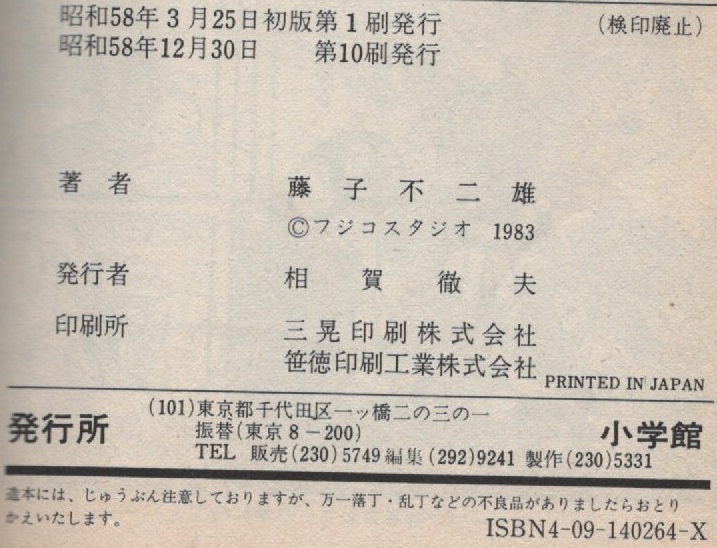 昭和58年3月25日初版第1刷発行 (検印廃止)
昭和58年12月30日 第10刷発行
著者 藤子不二雄
©フジコスタジオ 1983
発行者 相賀徹夫
印刷所 三晃印刷株式会社
笹徳印刷工業株式会社 PRINTED IN JAPAN
発行所 (101)東京都千代田区一ッ橋二の三の一 小学館
振替(東京8-200)
TEL 販売(230)5749 編集(292)9241 製作(230)5331
造本には、じゅうぶん注意しておりますが、万一落丁・乱丁などの不良品がありましたらおとり
かえいたします。
ISBN4-09-140264-X